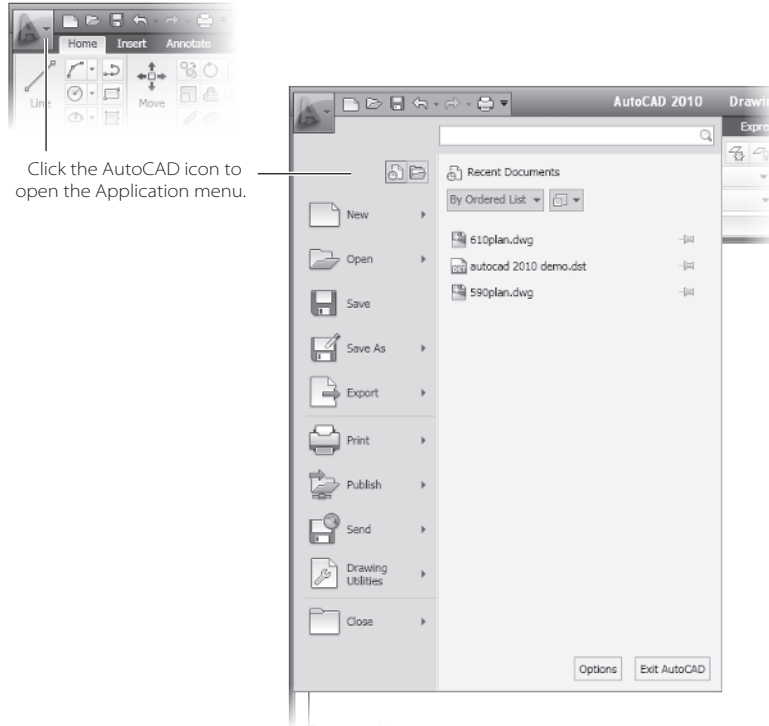 Home Insert Annotate
Line
Move
Click the AutoCAD icon to
open the Application menu.
AutoCAD 2010
Recent Documents
By Ordered List
New
Open
Save
Save As
Export
Print
Publish
Send
Drawing
Utilities
Close
610plan.dwg
autocad 2010 demo.dst
590plan.dwg
Options
Exit AutoCAD